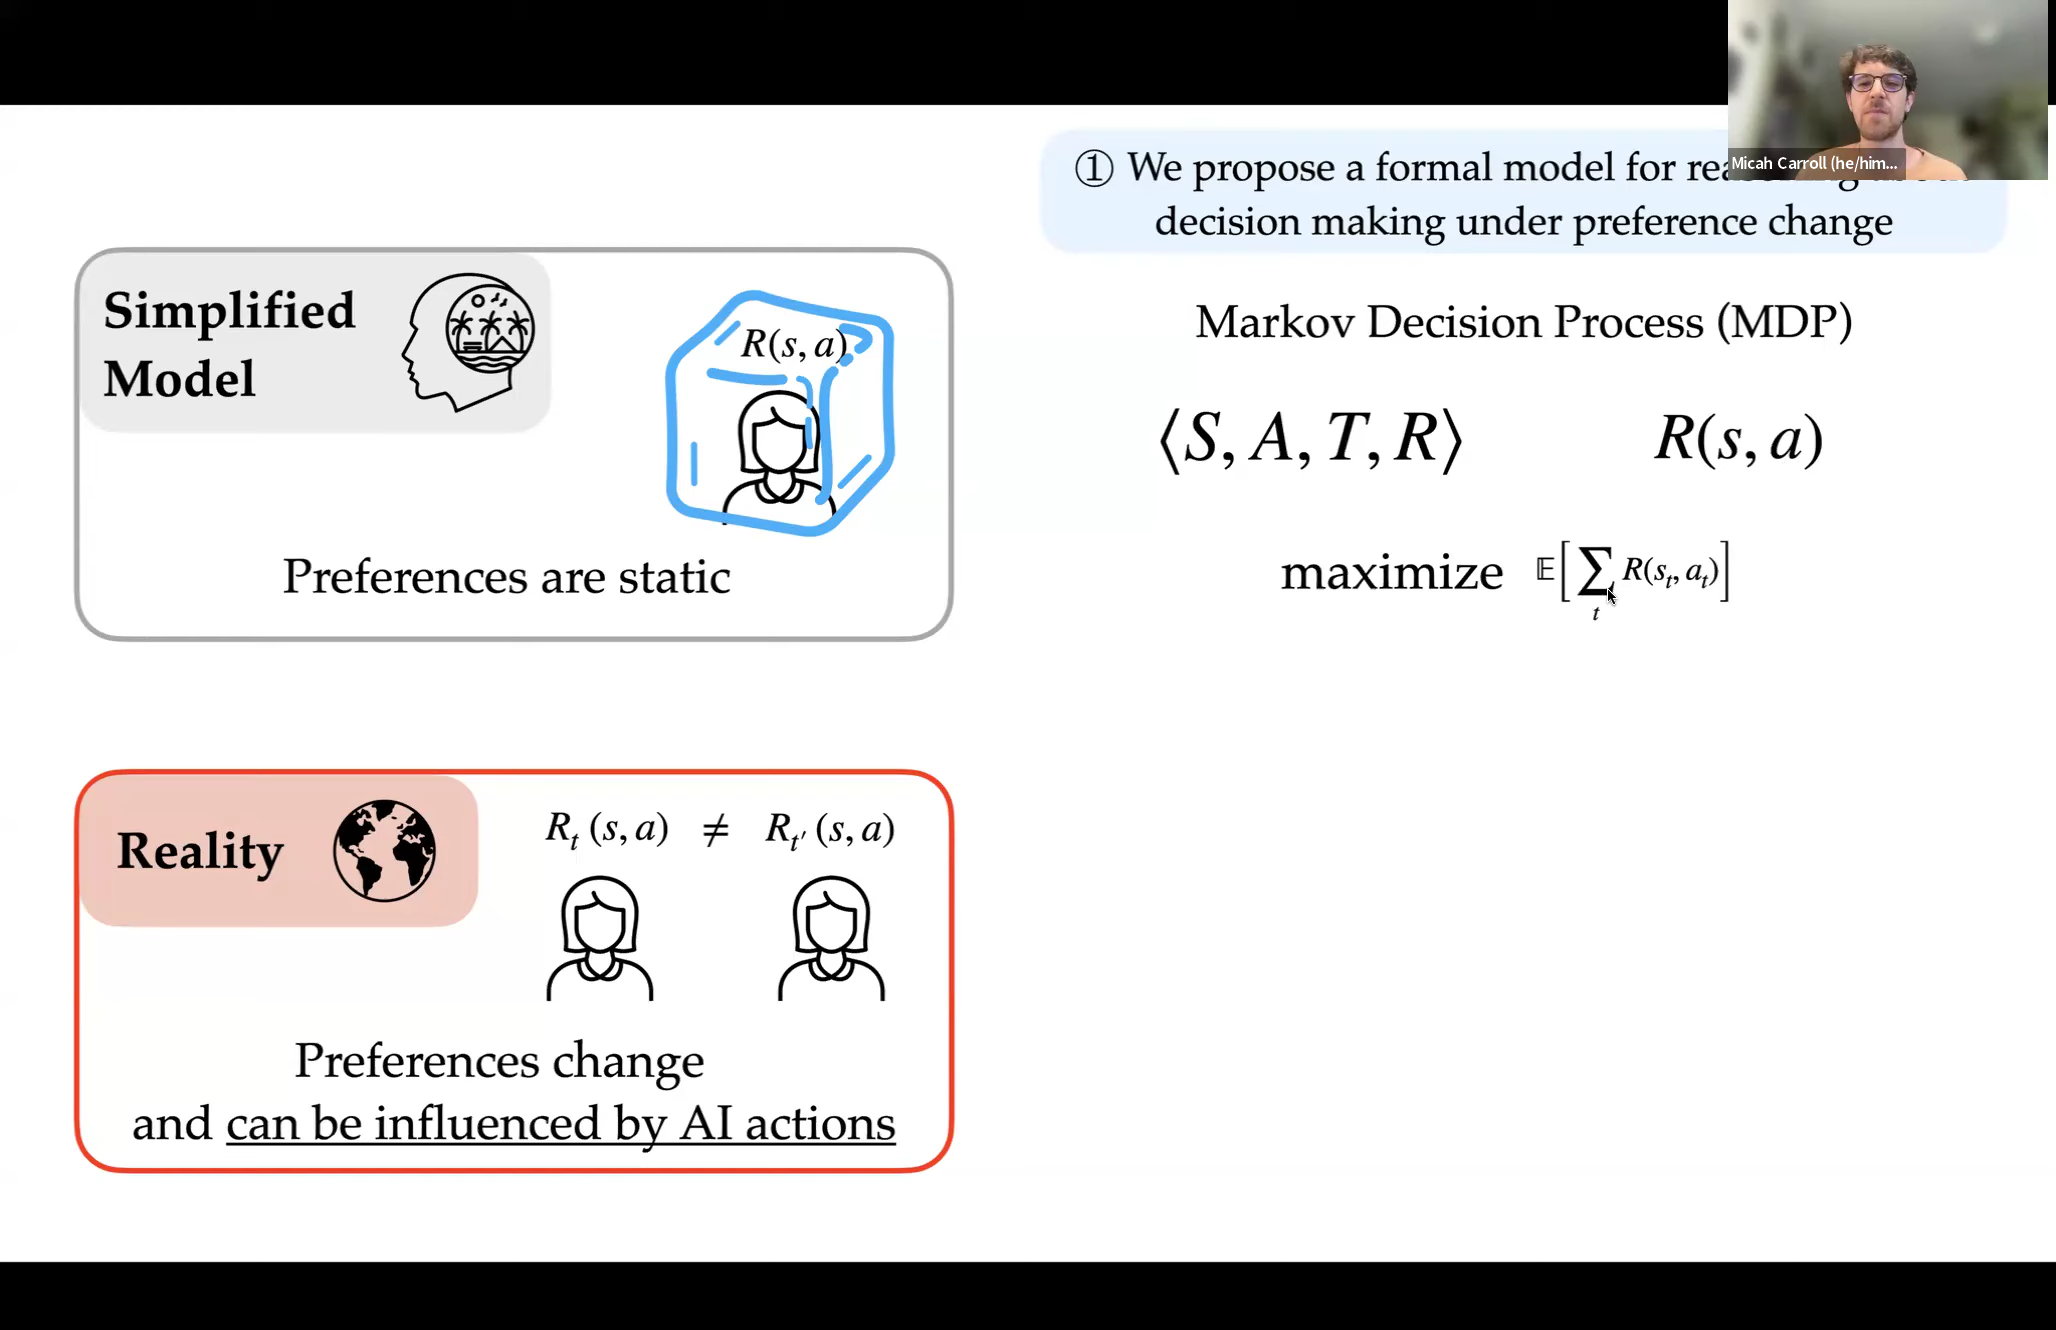 Micah Carroll (he/him...
① We propose a formal model for
decision making under preference change
Simplified
Model
R(s, a)
Preferences are static
Markov Decision Process (MDP)
⟨S, A, T, R⟩ R(s, a)
maximize 𝔼[∑ₜ R(sₜ, aₜ)]
Reality
Rₜ (s, a) ≠ Rₜ′ (s, a)
Preferences change
and can be influenced by AI actions